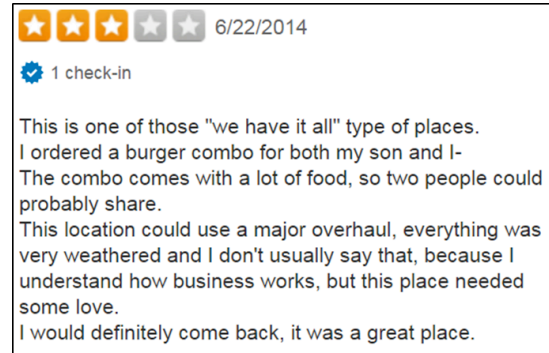 6/22/2014
1 check-in
This is one of those "we have it all" type of places.
I ordered a burger combo for both my son and I-
The combo comes with a lot of food, so two people could
probably share.
This location could use a major overhaul, everything was
very weathered and I don't usually say that, because I
understand how business works, but this place needed
some love.
I would definitely come back, it was a great place.